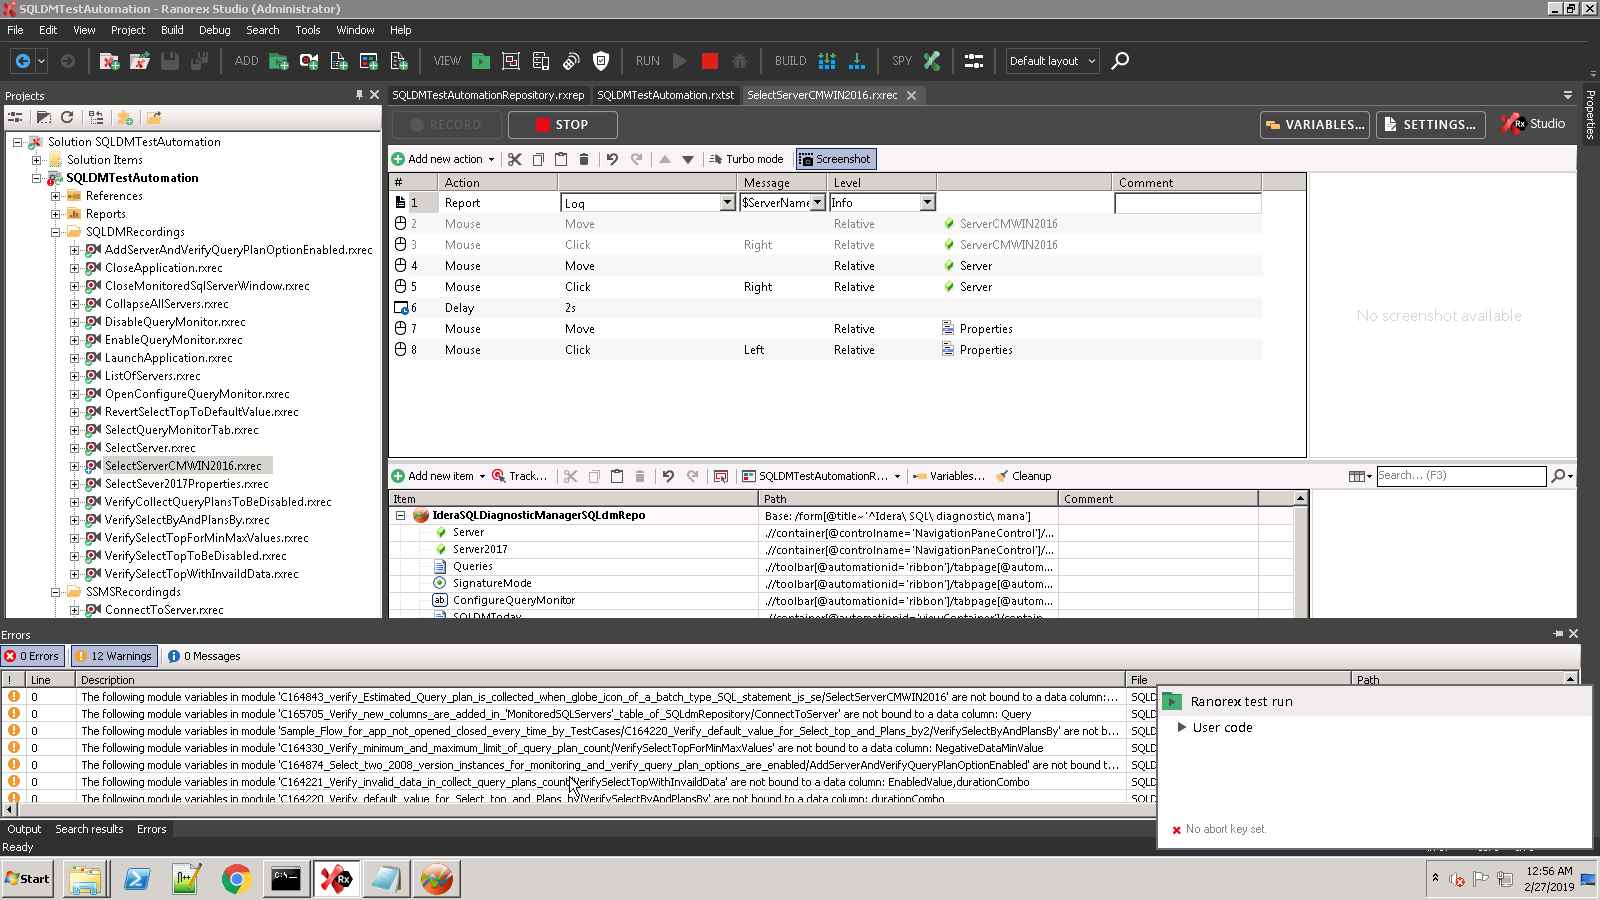 SQLDMTestAutomation - Ranorex Studio (Administrator)
File Edit View Project Build Debug Search Tools Window Help
ADD VIEW RUN BUILD SPY Default layout
Projects
SQLDMTestAutomationRepository.rxrep SQLDMTestAutomation.rxtst SelectServerCMWIN2016.rxrec
Properties
RECORD STOP VARIABLES... SETTINGS... Rx Studio
Add new action Turbo mode Screenshot
# Action Message Level Comment
1 Report Log $ServerName Info
2 Mouse Move Relative ServerCMWIN2016
3 Mouse Click Right Relative ServerCMWIN2016
4 Mouse Move Relative Server
5 Mouse Click Right Relative Server
6 Delay 2s
7 Mouse Move Relative Properties
8 Mouse Click Left Relative Properties
No screenshot available
Solution SQLDMTestAutomation
Solution Items
SQLDMTestAutomation
References
Reports
SQLDMRecordings
AddServerAndVerifyQueryPlanOptionEnabled.rxrec
CloseApplication.rxrec
CloseMonitoredSqlServerWindow.rxrec
CollapseAllServers.rxrec
DisableQueryMonitor.rxrec
EnableQueryMonitor.rxrec
LaunchApplication.rxrec
ListOfServers.rxrec
OpenConfigureQueryMonitor.rxrec
RevertSelectTopToDefaultValue.rxrec
SelectQueryMonitorTab.rxrec
SelectServer.rxrec
SelectServerCMWIN2016.rxrec
SelectSever2017Properties.rxrec
VerifyCollectQueryPlansToBeDisabled.rxrec
VerifySelectByAndPlansBy.rxrec
VerifySelectTopForMinMaxValues.rxrec
VerifySelectTopToBeDisabled.rxrec
VerifySelectTopWithInvaildData.rxrec
SSMSRecordingds
ConnectToServer.rxrec
Add new item Track... SQLDMTestAutomationR... Variables... Cleanup Search... (F3)
Item Path Comment
IderaSQLDiagnosticManagerSQLdmRepo Base: /form[@title~'^Idera\ SQL\ diagnostic\ mana']
Server .//container[@controlname='NavigationPaneControl']/...
Server2017 .//container[@controlname='NavigationPaneControl']/...
Queries .//toolbar[@automationid='ribbon']/tabpage[@autom...
SignatureMode .//toolbar[@automationid='ribbon']/tabpage[@autom...
ab ConfigureQueryMonitor .//toolbar[@automationid='ribbon']/tabpage[@autom...
SQLDMToday .//container[@automationid='viewContainer']/contain...
Errors
0 Errors 12 Warnings 0 Messages
! Line Description File Path
0 The following module variables in module 'C164843_Verify_Estimated_Query_plan_is_collected_when_globe_icon_of_a_batch_type_SQL_statement_is_se/SelectServerCMWIN2016' are not bound to a data column:... SQLD
0 The following module variables in module 'C165705_Verify_new_columns_are_added_in_'MonitoredSQLServers'_table_of_SQLdmRepository/ConnectToServer' are not bound to a data column: Query SQLD
0 The following module variables in module 'Sample_Flow_for_app_not_opened_closed_every_time_by_TestCases/C164220_Verify_default_value_for_Select_top_and_Plans_by2/VerifySelectByAndPlansBy' are not b... SQLD
0 The following module variables in module 'C164330_Verify_minimum_and_maximum_limit_of_query_plan_count/VerifySelectTopForMinMaxValues' are not bound to a data column: NegativeDataMinValue SQLD
0 The following module variables in module 'C164874_Select_two_2008_version_instances_for_monitoring_and_verify_query_plan_options_are_enabled/AddServerAndVerifyQueryPlanOptionEnabled' are not bound t... SQLD
0 The following module variables in module 'C164221_Verify_invalid_data_in_collect_query_plans_count/VerifySelectTopWithInvaildData' are not bound to a data column: EnabledValue,durationCombo SQLD
0 The following module variables in module 'C164220_Verify_default_value_for_Select_top_and_Plans_by/VerifySelectByAndPlansBy' are not bound to a data column: durationCombo SQLD
Ranorex test run
User code
No abort key set.
Output Search results Errors
Ready
Start
12:56 AM
2/27/2019